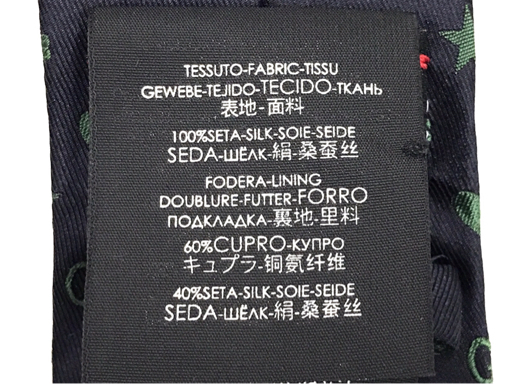 TESSUTO-FABRIC-TISSU
GEWEBE-TEJIDO-TECIDO-ТКАНЬ
表地-面料
100%SETA-SILK-SOIE-SEIDE
SEDA-ШЁЛК-絹-桑蚕丝
FODERA-LINING
DOUBLURE-FUTTER-FORRO
ПОДКЛАДКА-裏地-里料
60%CUPRO-КУПРО
キュプラ-铜氨纤维
40%SETA-SILK-SOIE-SEIDE
SEDA-ШЁЛК-絹-桑蚕丝